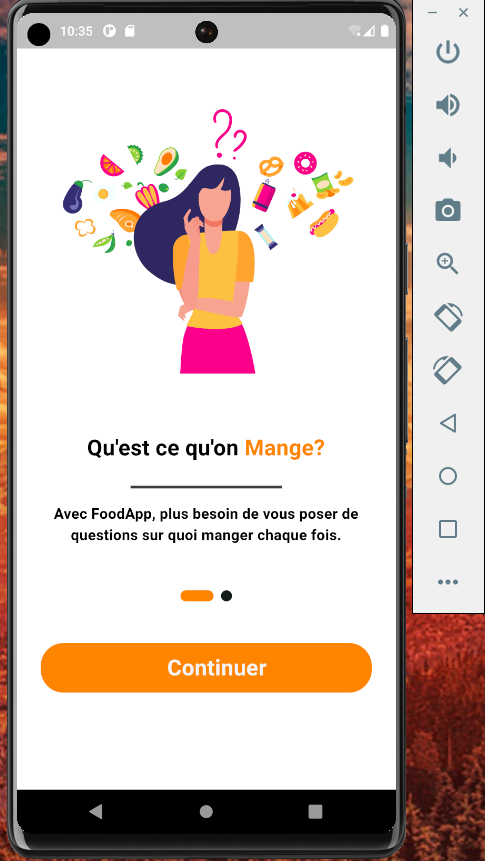 10:35
Qu'est ce qu'on Mange?
Avec FoodApp, plus besoin de vous poser de
questions sur quoi manger chaque fois.
Continuer